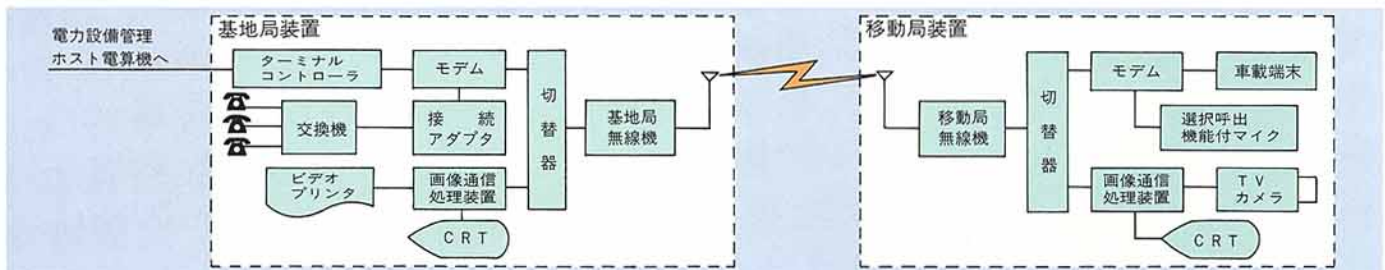 電力設備管理
ホスト電算機へ
基地局装置
ターミナル
コントローラ
モデム
交換機
接続
アダプタ
ビデオ
プリンタ
画像通信
処理装置
CRT
切替器
基地局
無線機
移動局装置
移動局
無線機
切替器
モデム
車載端末
選択呼出
機能付マイク
画像通信
処理装置
TV
カメラ
CRT